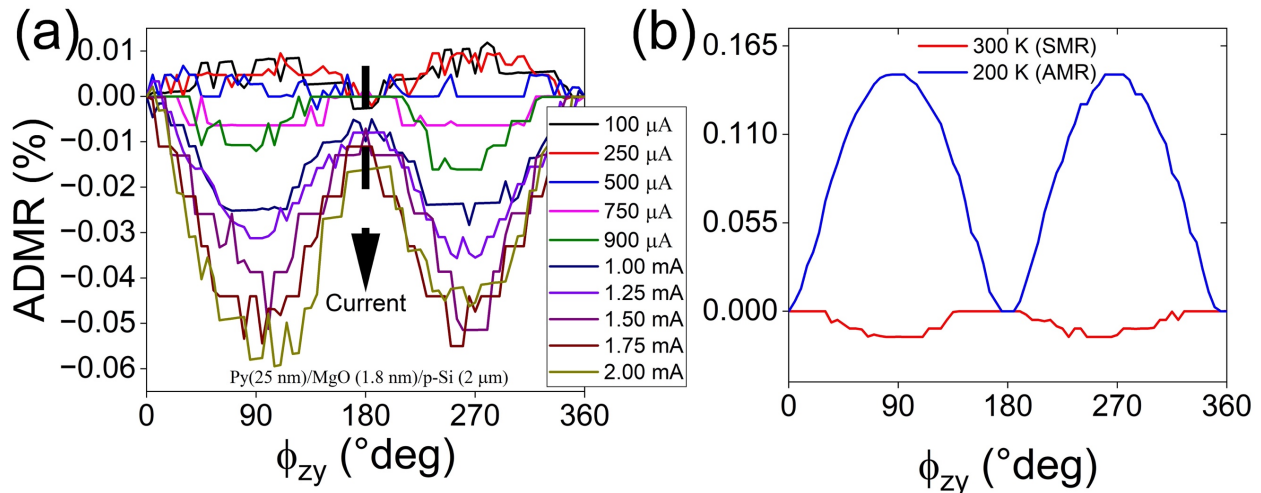 (a)
ADMR (%)
0.01
0.00
−0.01
−0.02
−0.03
−0.04
−0.05
−0.06
100 μA
250 μA
500 μA
750 μA
900 μA
1.00 mA
1.25 mA
1.50 mA
1.75 mA
2.00 mA
Current
Py(25 nm)/MgO (1.8 nm)/p-Si (2 μm)
0 90 180 270 360
ϕzy (°deg)
(b)
300 K (SMR)
200 K (AMR)
0.165
0.110
0.055
0.000
0 90 180 270 360
ϕzy (°deg)